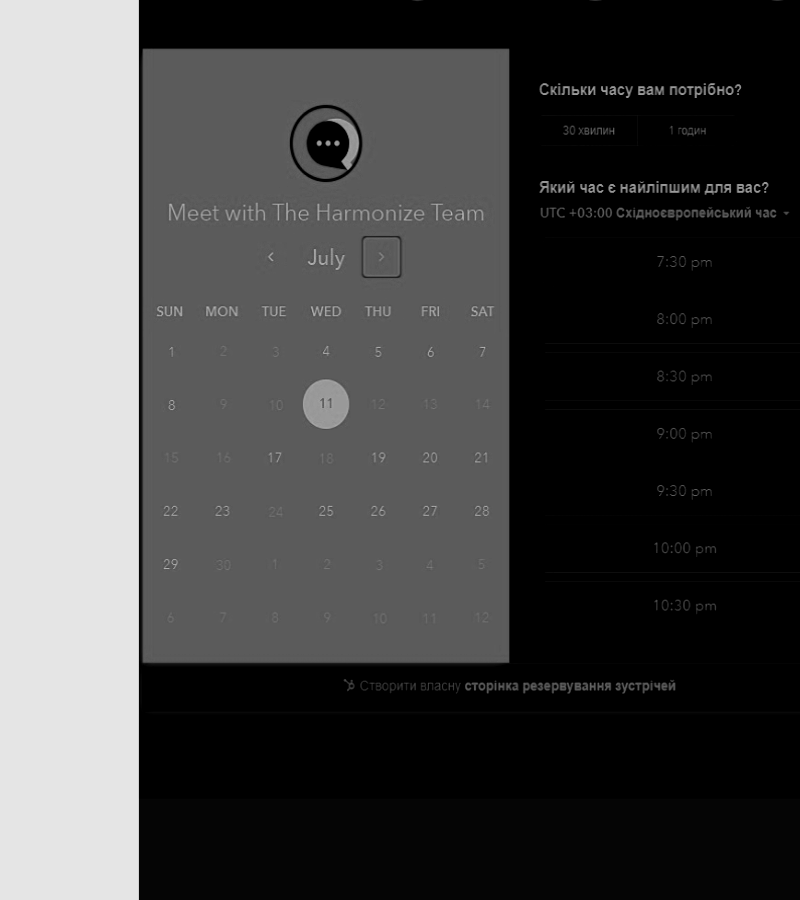 Meet with The Harmonize Team
July
SUN MON TUE WED THU FRI SAT
1 2 3 4 5 6 7
8 9 10 11 12 13 14
15 16 17 18 19 20 21
22 23 24 25 26 27 28
29 30 1 2 3 4 5
6 7 8 9 10 11 12
Скільки часу вам потрібно?
30 хвилин 1 годин
Який час є найліпшим для вас?
UTC +03:00 Східноєвропейський час
7:30 pm
8:00 pm
8:30 pm
9:00 pm
9:30 pm
10:00 pm
10:30 pm
Створити власну сторінка резервування зустрічей